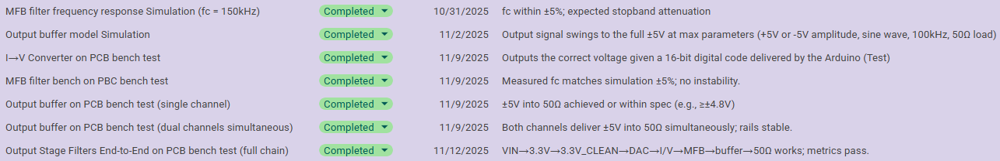 MFB filter frequency response Simulation (fc = 150kHz) Completed 10/31/2025 fc within ±5%; expected stopband attenuation
Output buffer model Simulation Completed 11/2/2025 Output signal swings to the full ±5V at max parameters (+5V or -5V amplitude, sine wave, 100kHz, 50Ω load)
I→V Converter on PCB bench test Completed 11/9/2025 Outputs the correct voltage given a 16-bit digital code delivered by the Arduino (Test)
MFB filter bench on PBC bench test Completed 11/9/2025 Measured fc matches simulation ±5%; no instability.
Output buffer on PCB bench test (single channel) Completed 11/9/2025 ±5V into 50Ω achieved or within spec (e.g., ≥±4.8V)
Output buffer on PCB bench test (dual channels simultaneous) Completed 11/9/2025 Both channels deliver ±5V into 50Ω simultaneously; rails stable.
Output Stage Filters End-to-End on PCB bench test (full chain) Completed 11/12/2025 VIN→3.3V→3.3V_CLEAN→DAC→I/V→MFB→buffer→50Ω works; metrics pass.